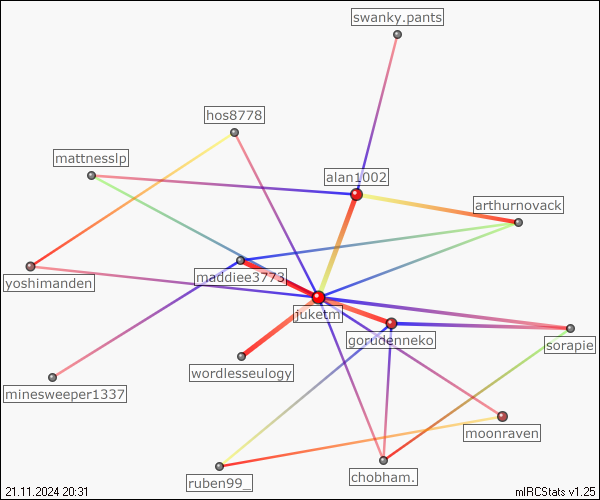 swanky.pants
hos8778
mattnesslp
alan1002
arthurnovack
maddiee3773
yoshimanden
juketm
gorudenneko
sorapie
wordlesseulogy
minesweeper1337
moonraven
chobham.
ruben99_
21.11.2024 20:31
mIRCStats v1.25